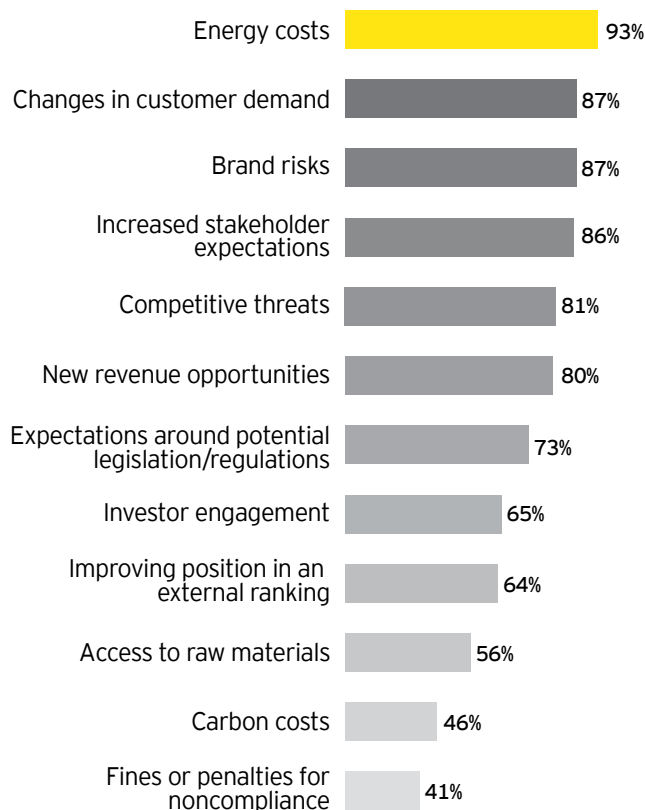 Energy costs 93%
Changes in customer demand 87%
Brand risks 87%
Increased stakeholder
expectations 86%
Competitive threats 81%
New revenue opportunities 80%
Expectations around potential
legislation/regulations 73%
Investor engagement 65%
Improving position in an
external ranking 64%
Access to raw materials 56%
Carbon costs 46%
Fines or penalties for
noncompliance 41%